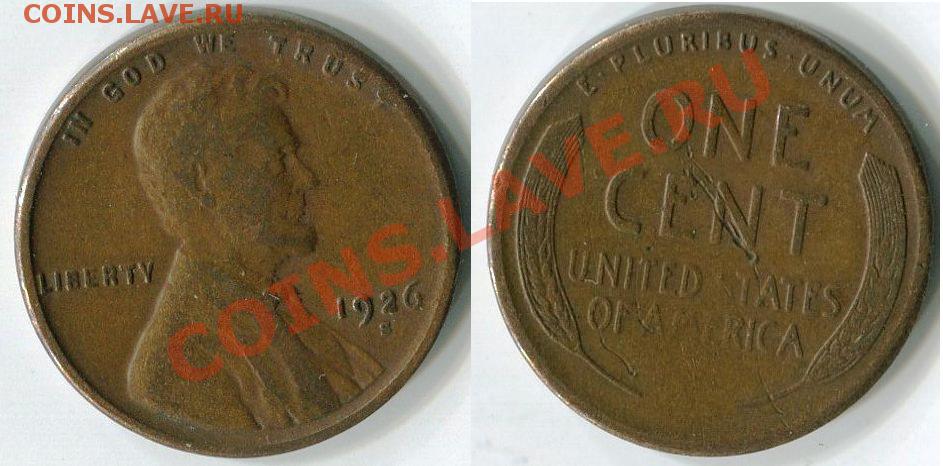 COINS.LAVE.RU
IN GOD WE TRUST
LIBERTY
1926
S
E·PLURIBUS·UNUM
ONE
CENT
UNITED STATES
OF AMERICA
COINS.LAVE.RU